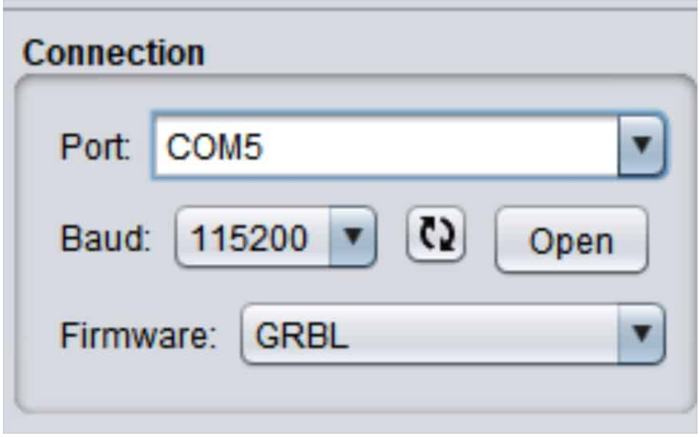 Connection
Port: COM5
Baud: 115200 Open
Firmware: GRBL